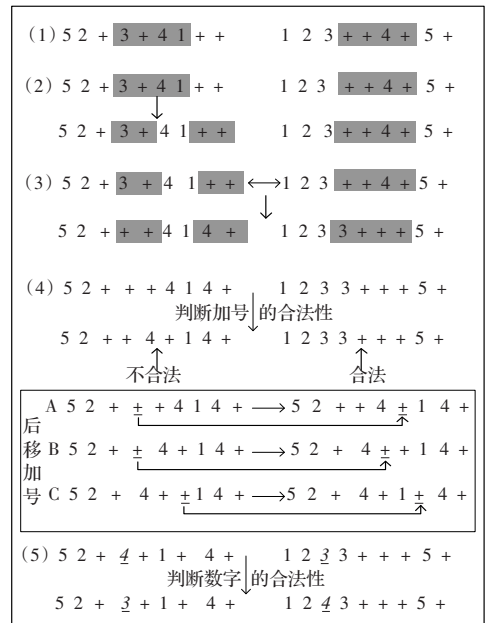 (1) 5 2 + 3 + 4 1 + + 1 2 3 + + 4 + 5 +
(2) 5 2 + 3 + 4 1 + + 1 2 3 + + 4 + 5 +
5 2 + 3 + 4 1 + + 1 2 3 + + 4 + 5 +
(3) 5 2 + 3 + 4 1 + + 1 2 3 + + 4 + 5 +
5 2 + + + 4 1 4 + 1 2 3 3 + + + 5 +
(4) 5 2 + + + 4 1 4 + 1 2 3 3 + + + 5 +
判断加号的合法性
5 2 + + 4 + 1 4 + 1 2 3 3 + + + 5 +
不合法 合法
后移加号
A 5 2 + + + 4 1 4 + 5 2 + + 4 + 1 4 +
B 5 2 + + 4 + 1 4 + 5 2 + 4 + + 1 4 +
C 5 2 + 4 + + 1 4 + 5 2 + 4 + 1 + 4 +
(5) 5 2 + 4 + 1 + 4 + 1 2 3 3 + + + 5 +
判断数字的合法性
5 2 + 3 + 1 + 4 + 1 2 4 3 + + + 5 +